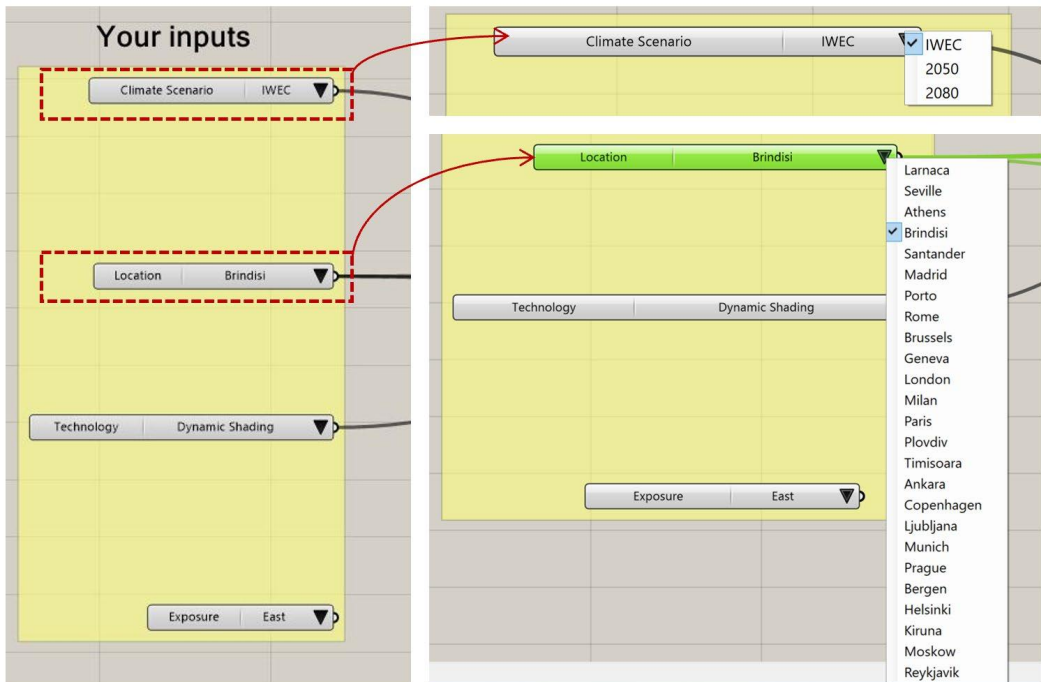 Your inputs
Climate Scenario IWEC
Location Brindisi
Technology Dynamic Shading
Exposure East
Climate Scenario IWEC
IWEC
2050
2080
Location Brindisi
Technology Dynamic Shading
Exposure East
Larnaca
Seville
Athens
Brindisi
Santander
Madrid
Porto
Rome
Brussels
Geneva
London
Milan
Paris
Plovdiv
Timisoara
Ankara
Copenhagen
Ljubljana
Munich
Prague
Bergen
Helsinki
Kiruna
Moskow
Reykjavik